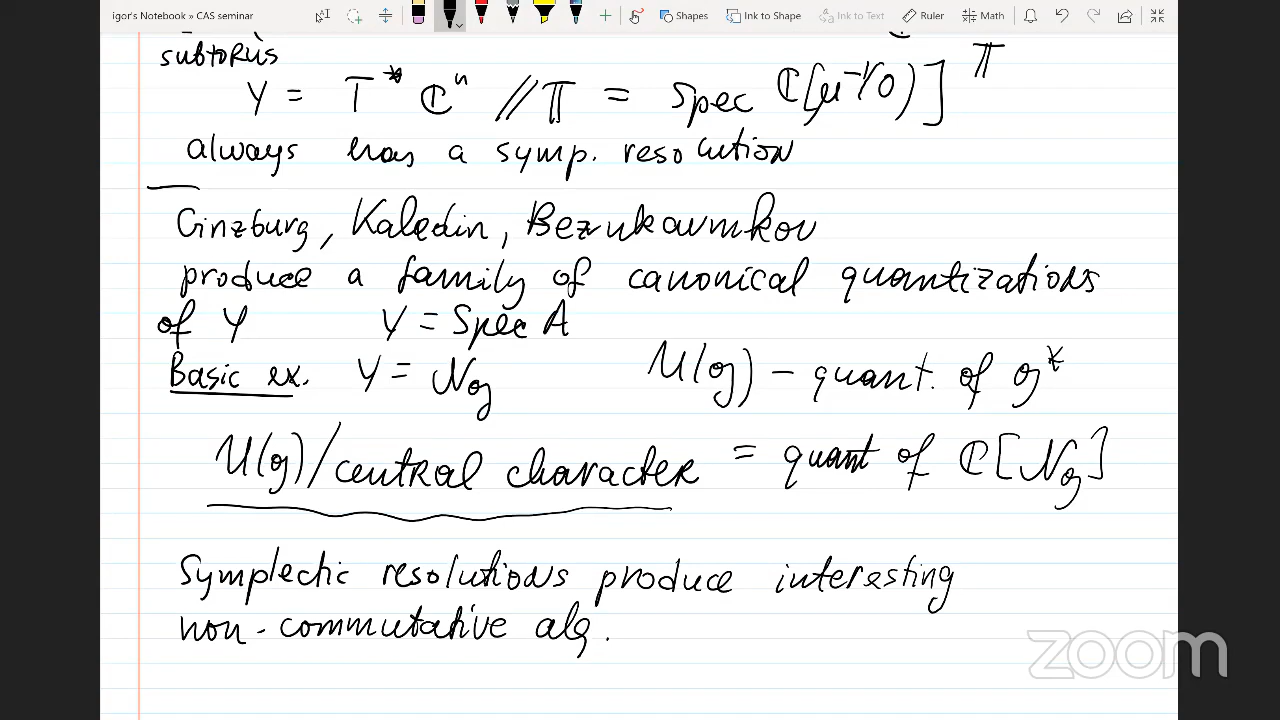 igor's Notebook » CAS seminar
Shapes Ink to Shape Ink to Text Ruler Math
subtorus
Y = T* ℂⁿ // 𝕋 = Spec ℂ[μ⁻¹(0)]^𝕋
always has a symp. resolution
Ginzburg, Kaledin, Bezrukavnikov
produce a family of canonical quantizations
of Y Y = Spec A
Basic ex. Y = N_g U(g) – quant. of g*
U(g)/central character = quant of ℂ[N_g]
Symplectic resolutions produce interesting
non-commutative alg.
zoom